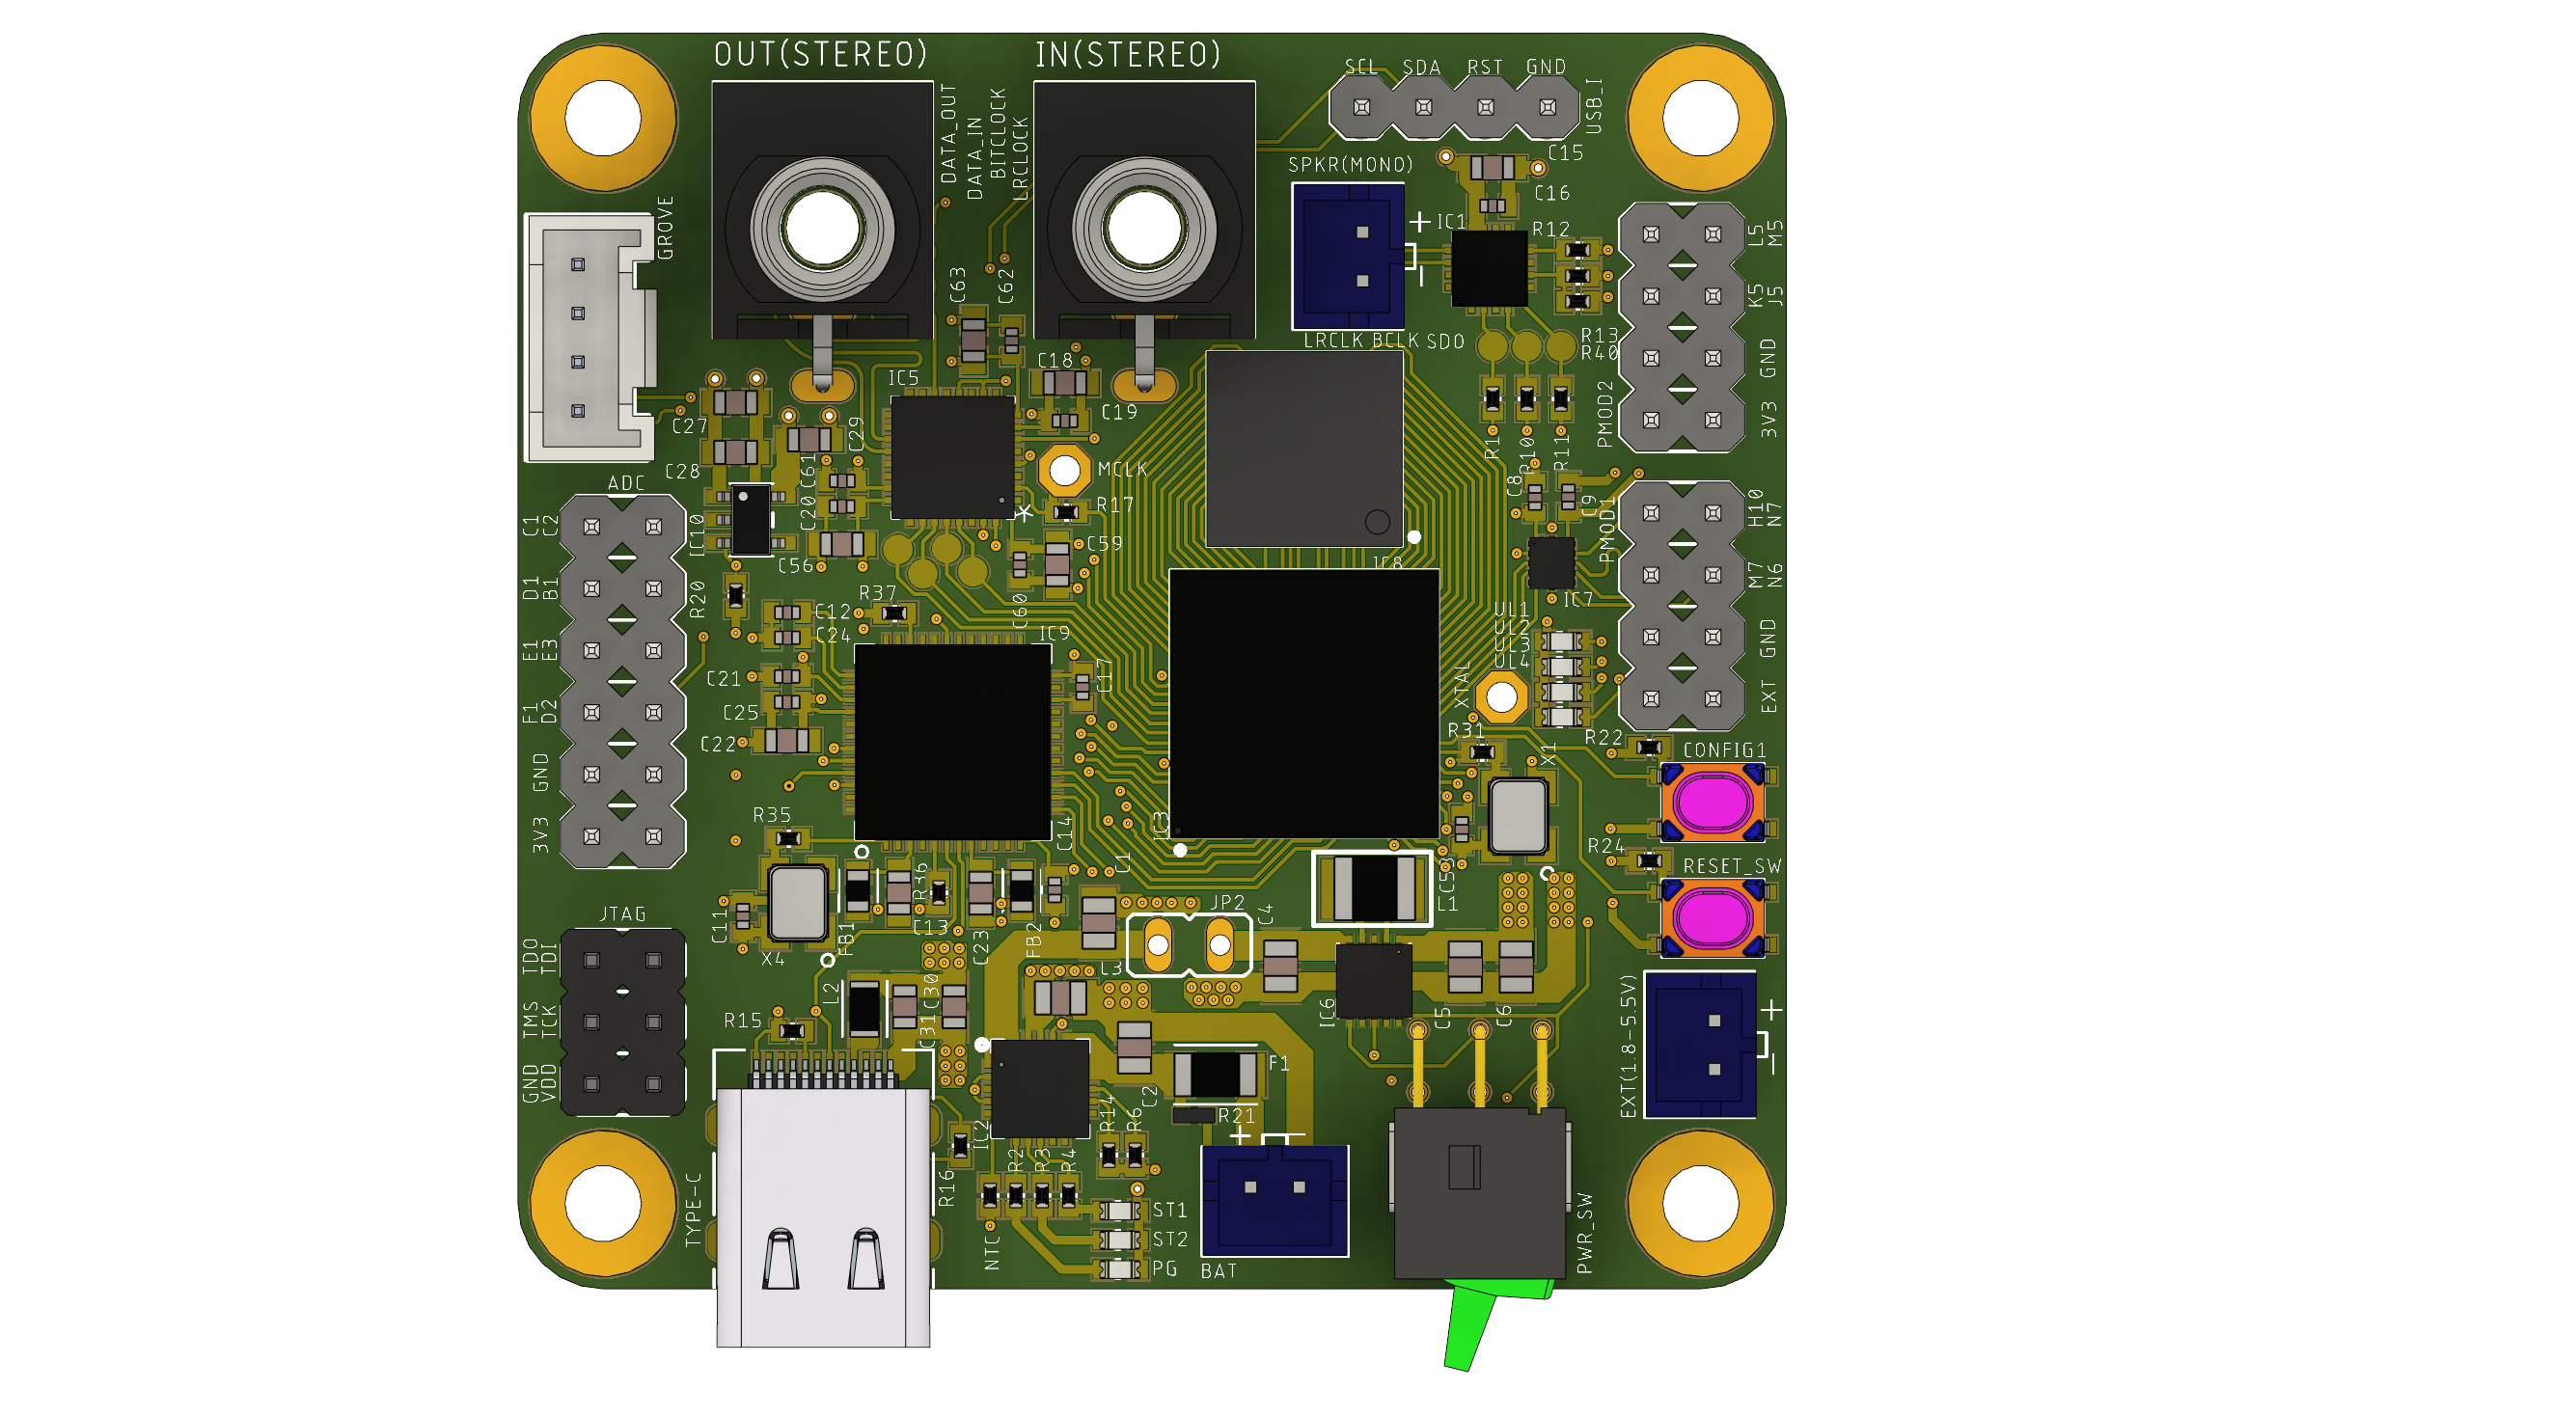 OUT(STEREO)
IN(STEREO)
SCL
SDA
RST
GND
USB_I
DATA_OUT
DATA_IN
BITCLOCK
LRCLOCK
SPKR(MONO)
C15
C16
GROVE
+
IC1
R12
L5
M5
K5
J5
GND
3V3
PMOD2
C63
C62
LRCLK BCLK SDO
R13
R40
C18
C19
IC5
C27
C28
C29
C61
C20
MCLK
R17
R1
R10
R11
C8
C9
PMOD1
H10
N7
M7
N6
GND
EXT
ADC
C1
C2
D1
B1
E1
E3
F1
D2
GND
3V3
IC10
C56
C59
C60
R20
R37
C12
C24
IC9
IC8
IC7
UL1
UL2
UL3
UL4
C21
C25
C22
C17
XTAL
R31
X1
R22
CONFIG1
R35
C14
IC3
R24
RESET_SW
C1
R36
L1
JTAG
TDO
TDI
TMS
TCK
GND
VDD
C11
X4
FB1
C13
C23
FB2
JP2
C4
L2
C30
C31
IC6
C5
C6
EXT(1.8-5.5V)
+
R15
C2
F1
R21
+
IC2
R14
R6
R16
R2
R3
R4
TYPE-C
NTC
ST1
ST2
PG
BAT
PWR_SW